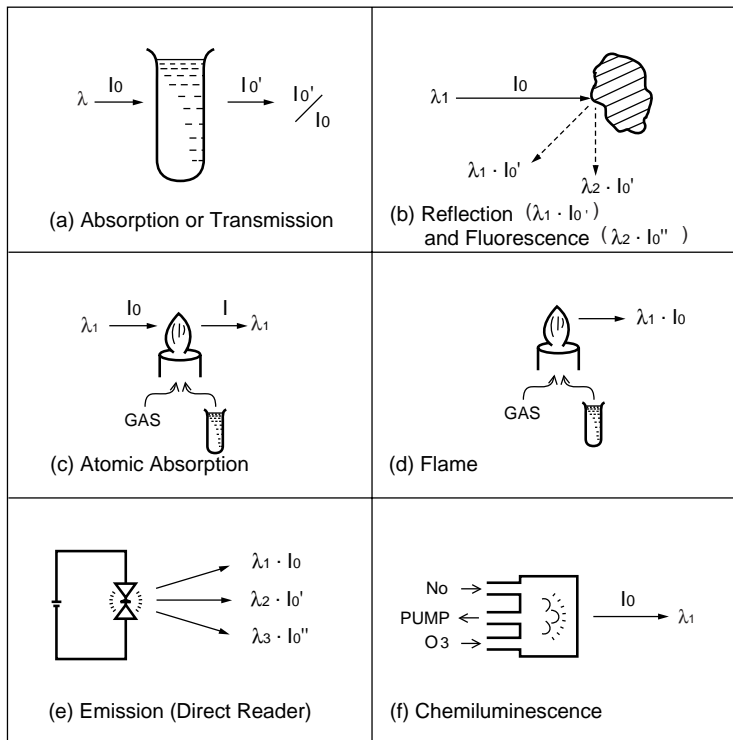 λ I0 I0' I0'/I0
(a) Absorption or Transmission
λ1 I0
λ1 · I0' λ2 · I0'
(b) Reflection (λ1 · I0')
and Fluorescence (λ2 · I0")
λ1 I0 I λ1
GAS
(c) Atomic Absorption
λ1 · I0
GAS
(d) Flame
λ1 · I0
λ2 · I0'
λ3 · I0"
(e) Emission (Direct Reader)
No
PUMP
O3
I0 λ1
(f) Chemiluminescence